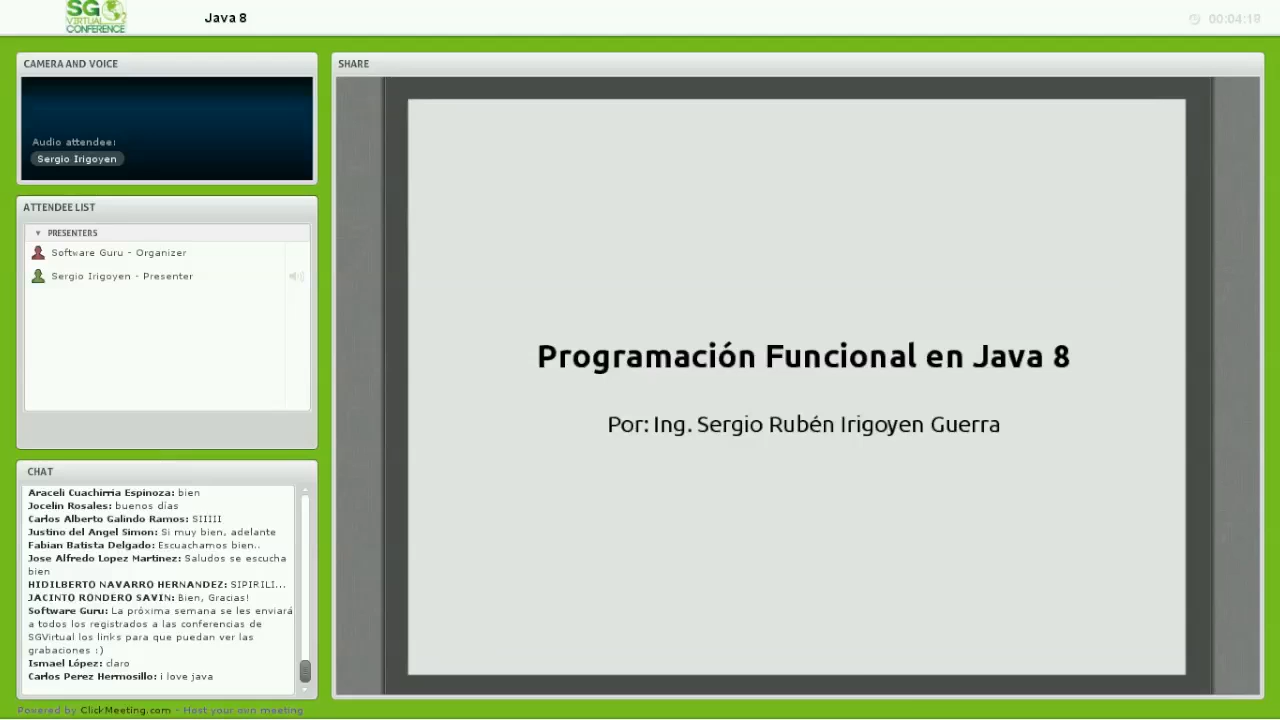 SG
VIRTUAL
CONFERENCE
Java 8
00:04:19
CAMERA AND VOICE
Audio attendee:
Sergio Irigoyen
ATTENDEE LIST
PRESENTERS
Software Guru - Organizer
Sergio Irigoyen - Presenter
CHAT
Araceli Cuachirria Espinoza: bien
Jocelin Rosales: buenos días
Carlos Alberto Galindo Ramos: SIIIII
Justino del Angel Simon: Si muy bien, adelante
Fabian Batista Delgado: Escuachamos bien..
Jose Alfredo Lopez Martinez: Saludos se escucha
bien
HIDILBERTO NAVARRO HERNANDEZ: SIPIRILI...
JACINTO RONDERO SAVIN: Bien, Gracias!
Software Guru: La próxima semana se les enviará
a todos los registrados a las conferencias de
SGVirtual los links para que puedan ver las
grabaciones :)
Ismael López: claro
Carlos Perez Hermosillo: i love java
Powered by ClickMeeting.com - Host your own meeting
SHARE
Programación Funcional en Java 8
Por: Ing. Sergio Rubén Irigoyen Guerra